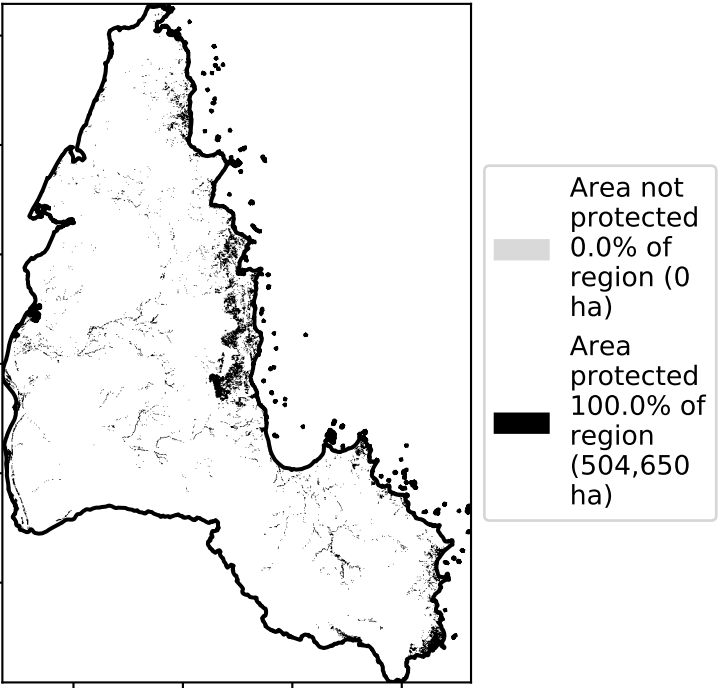 Area not
protected
0.0% of
region (0
ha)
Area
protected
100.0% of
region
(504,650
ha)